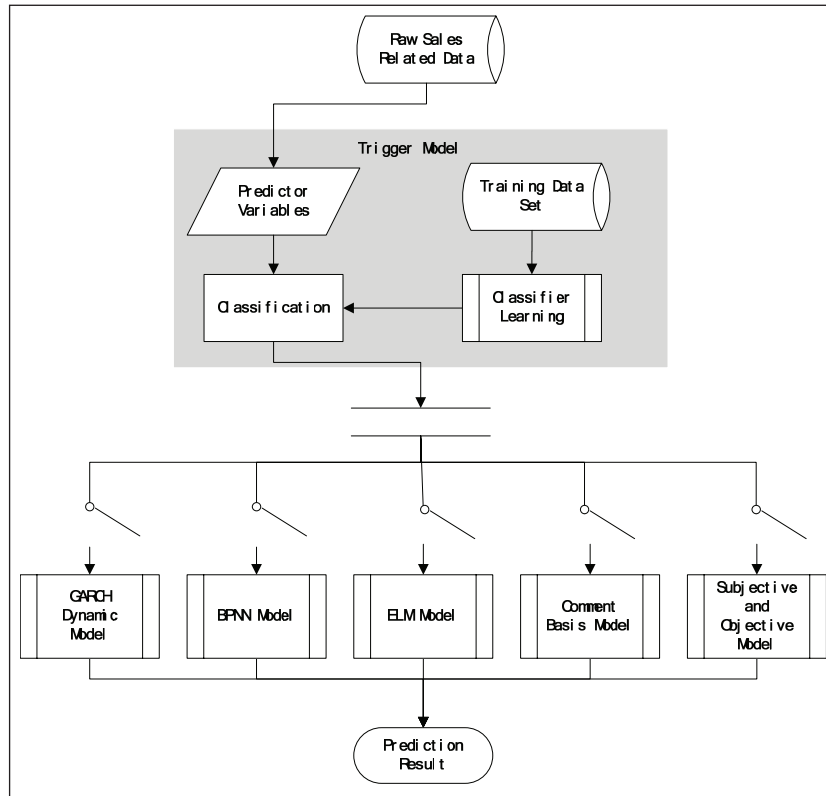 Raw Sales
Related Data
Trigger Model
Predictor
Variables
Training Data
Set
Classification
Classifier
Learning
GARCH
Dynamic
Model
BPNN Model
ELM Model
Comment
Basis Model
Subjective
and
Objective
Model
Prediction
Result